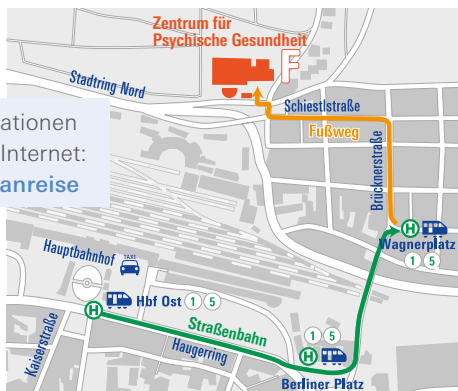 Zentrum für
Psychische Gesundheit
F
Stadtring Nord
Schiestlstraße
Fußweg
ationen
Internet:
anreise
Brücknerstraße
H
Wagnerplatz
1 5
Hauptbahnhof
TAXI
H
Hbf Ost 1 5
Straßenbahn
Kaiserstraße
Haugerring
1 5
H
Berliner Platz